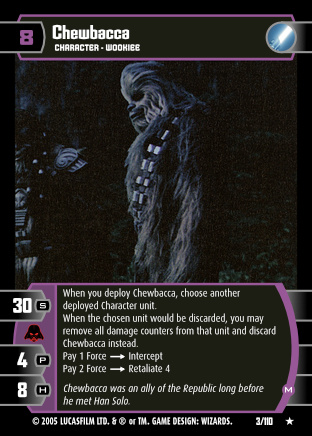 8 Chewbacca
CHARACTER - WOOKIEE
When you deploy Chewbacca, choose another
deployed Character unit.
When the chosen unit would be discarded, you may
remove all damage counters from that unit and discard
Chewbacca instead.
Pay 1 Force → Intercept
Pay 2 Force → Retaliate 4
30 S
4 P
8 H
Chewbacca was an ally of the Republic long before
he met Han Solo.
M
© 2005 LUCASFILM LTD. & ® or TM. GAME DESIGN: WIZARDS. 3/110 ★